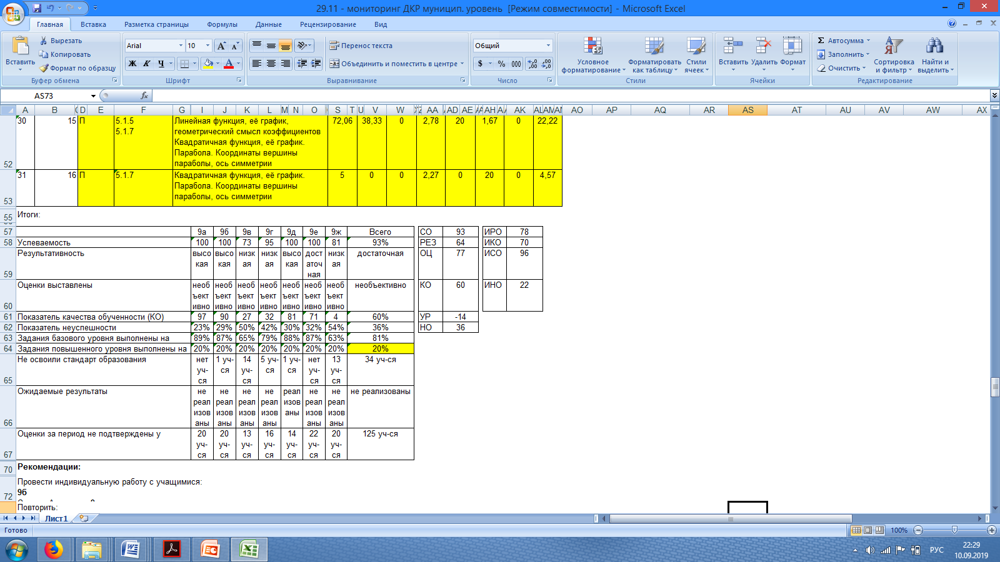 29.11 - мониторинг ДКР муницип. уровень [Режим совместимости] - Microsoft Excel
Главная Вставка Разметка страницы Формулы Данные Рецензирование Вид
Вставить Вырезать Копировать Формат по образцу
Arial 10 Ж К Ч А А А
Перенос текста Объединить и поместить в центре
Общий $ % 000 ,0 ,00 ,00 ,0
Условное форматирование Форматировать как таблицу Стили ячеек
Вставить Удалить Формат
Σ Автосумма Заполнить Очистить Сортировка и фильтр Найти и выделить
Буфер обмена Шрифт Выравнивание Число Стили Ячейки Редактирование
AS73 fx
A B D E F G I J K L M N O S T U V W AA AD AE AH AK AL AM AO AP AQ AR AS AT AU AV AW AX
30 15 П 5.1.5 Линейная функция, её график, 72,06 38,33 0 2,78 20 1,67 0 22,22
5.1.7 геометрический смысл коэффициентов
Квадратичная функция, её график.
Парабола. Координаты вершины
52 параболы, ось симметрии
31 16 П 5.1.7 Квадратичная функция, её график. 5 0 0 2,27 0 20 0 4,57
Парабола. Координаты вершины
53 параболы, ось симметрии
55 Итоги:
57 9а 9б 9в 9г 9д 9е 9ж Всего СО 93 ИРО 78
58 Успеваемость 100 100 73 95 100 100 81 93% РЕЗ 64 ИКО 70
59 Результативность высокая высокая низкая низкая высокая достаточная низкая достаточная ОЦ 77 ИСО 96
60 Оценки выставлены необъективно необъективно необъективно необъективно необъективно необъективно необъективно необъективно КО 60 ИНО 22
61 Показатель качества обученности (КО) 97 90 27 32 81 71 4 60% УР -14
62 Показатель неуспешности 23% 29% 50% 42% 30% 32% 54% 36% НО 36
63 Задания базового уровня выполнены на 89% 87% 65% 79% 88% 87% 63% 81%
64 Задания повышенного уровня выполнены на 20% 20% 20% 20% 20% 20% 20% 20%
65 Не освоили стандарт образования нет уч-ся 1 уч-ся 14 уч-ся 5 уч-ся 1 уч-ся нет уч-ся 13 уч-ся 34 уч-ся
66 Ожидаемые результаты не реализованы не реализованы не реализованы не реализованы реализованы не реализованы не реализованы не реализованы
67 Оценки за период не подтверждены у 20 уч-ся 20 уч-ся 13 уч-ся 16 уч-ся 14 уч-ся 22 уч-ся 20 уч-ся 125 уч-ся
70 Рекомендации:
Провести индивидуальную работу с учащимися:
72 9б
Повторить:
Лист1
Готово 100%
РУС 22:29
10.09.2019